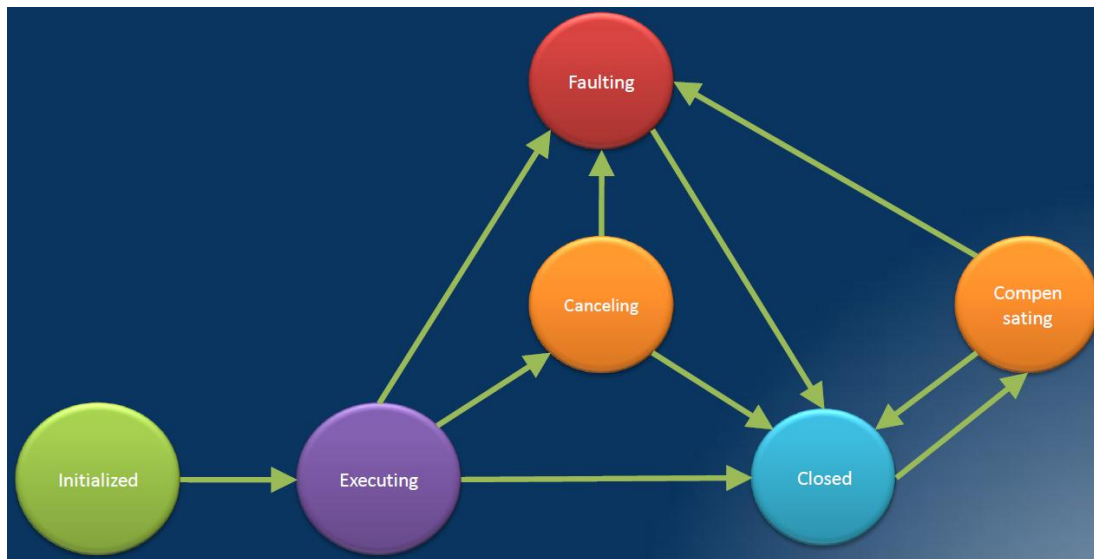 Faulting
Canceling
Compen
sating
Initialized
Executing
Closed